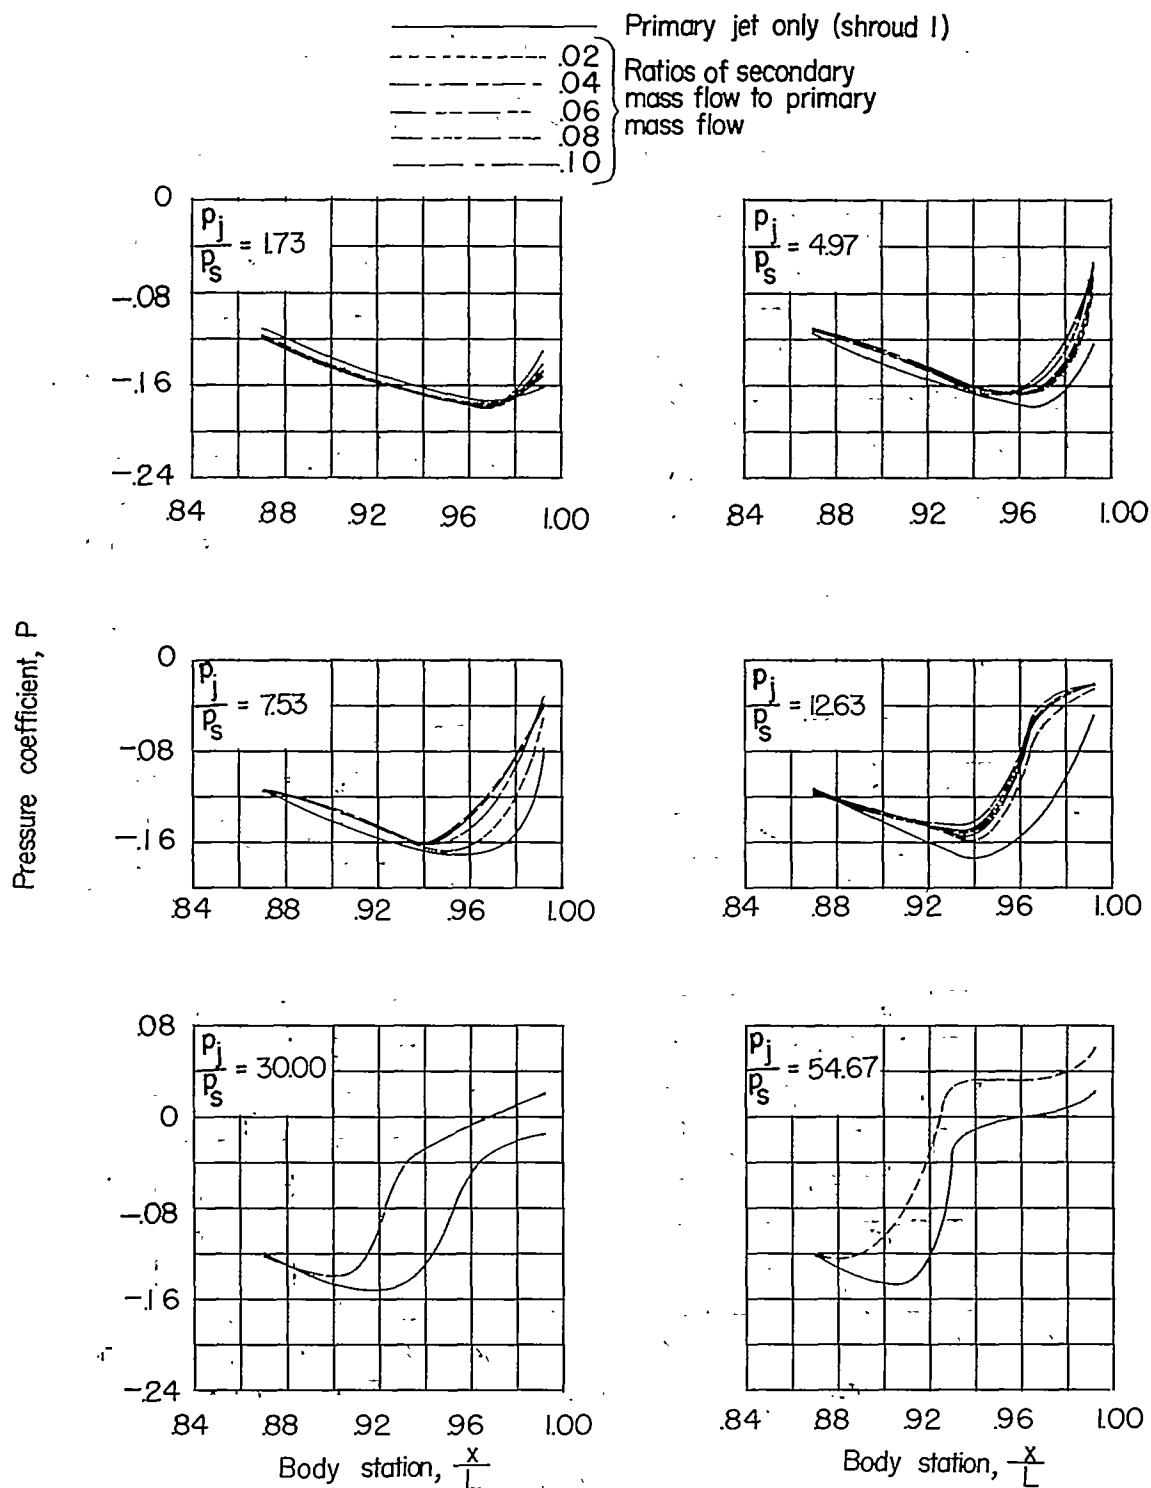 Primary jet only (shroud 1)
.02
.04
.06
.08
.10
Ratios of secondary
mass flow to primary
mass flow
Pressure coefficient, P
0
-.08
-.16
-.24
pj/ps = 1.73
.84 .88 .92 .96 1.00
pj/ps = 4.97
.84 .88 .92 .96 1.00
0
-.08
-.16
pj/ps = 7.53
.84 .88 .92 .96 1.00
pj/ps = 12.63
.84 .88 .92 .96 1.00
.08
0
-.08
-.16
-.24
pj/ps = 30.00
.84 .88 .92 .96 1.00
Body station, x/L
pj/ps = 54.67
.84 .88 .92 .96 1.00
Body station, x/L